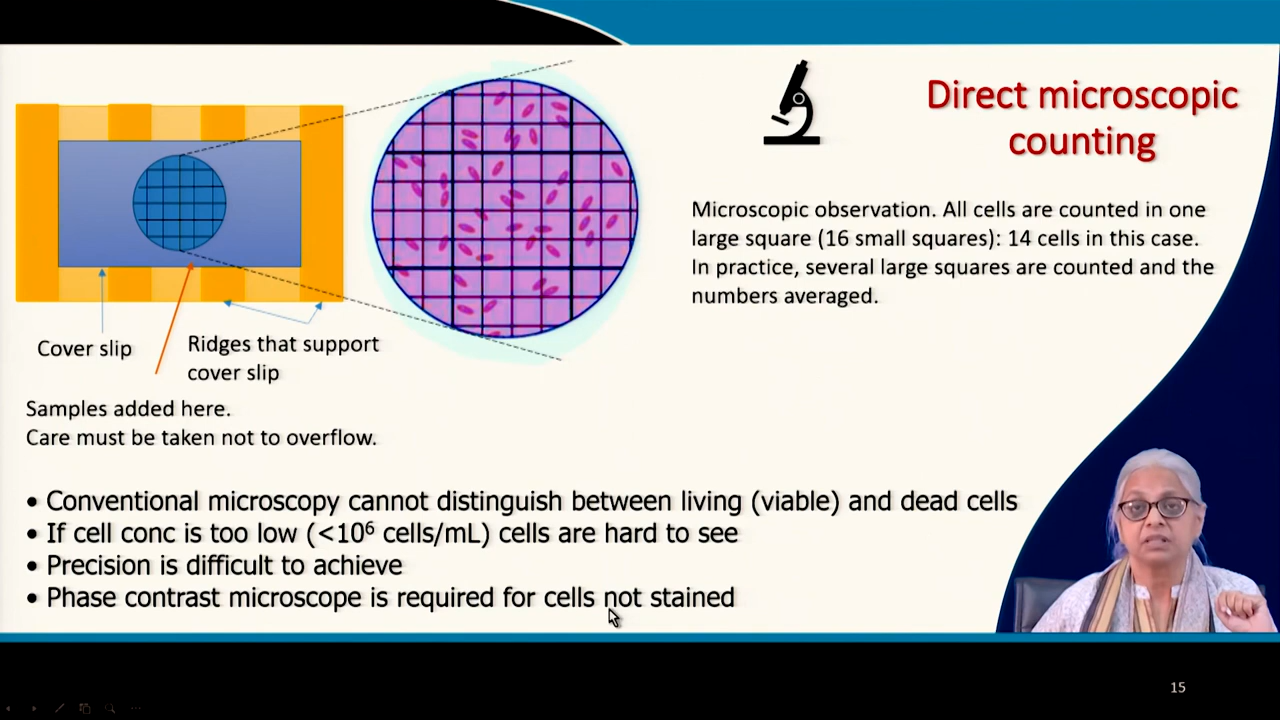 Direct microscopic
counting
Microscopic observation. All cells are counted in one
large square (16 small squares): 14 cells in this case.
In practice, several large squares are counted and the
numbers averaged.
Cover slip
Ridges that support
cover slip
Samples added here.
Care must be taken not to overflow.
• Conventional microscopy cannot distinguish between living (viable) and dead cells
• If cell conc is too low (<10⁶ cells/mL) cells are hard to see
• Precision is difficult to achieve
• Phase contrast microscope is required for cells not stained
15